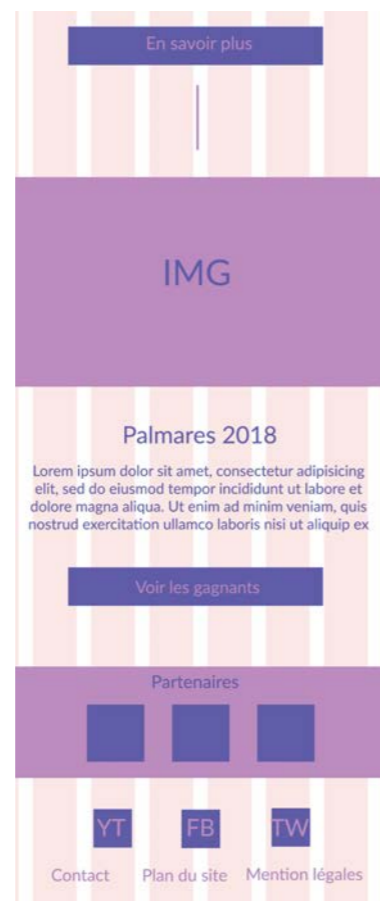 En savoir plus
IMG
Palmares 2018
Lorem ipsum dolor sit amet, consectetur adipisicing
elit, sed do eiusmod tempor incididunt ut labore et
dolore magna aliqua. Ut enim ad minim veniam, quis
nostrud exercitation ullamco laboris nisi ut aliquip ex
Voir les gagnants
Partenaires
YT FB TW
Contact Plan du site Mention légales